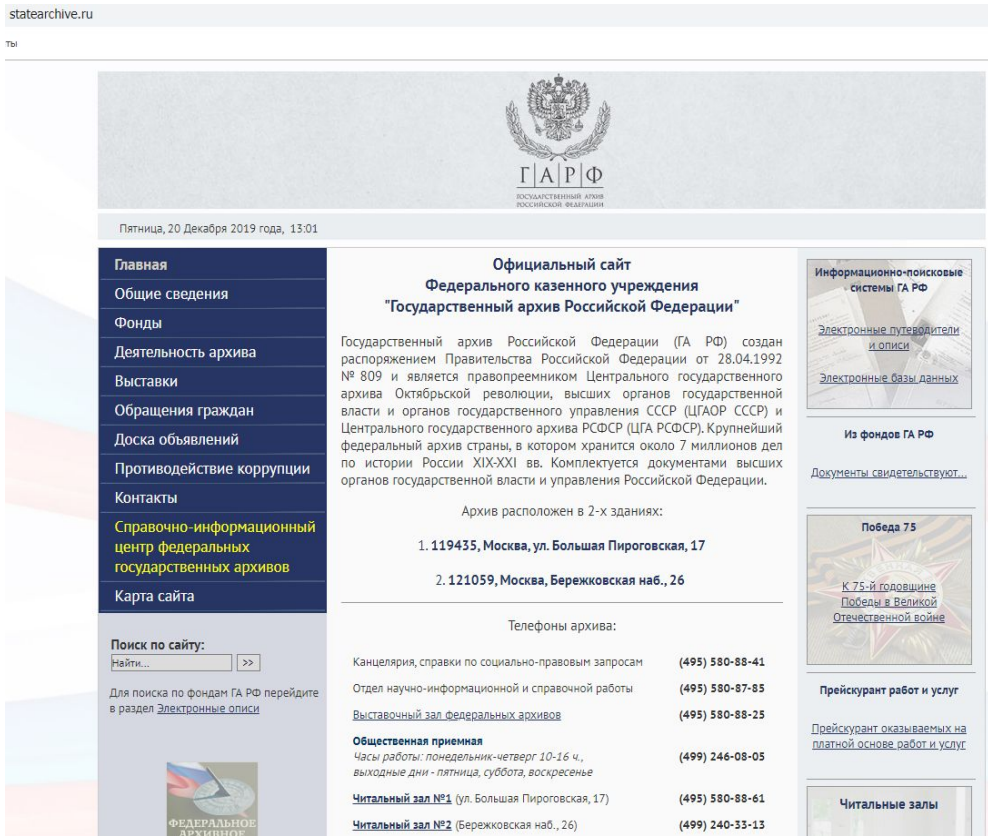 statearchive.ru
ты
Г|А|Р|Ф
ГОСУДАРСТВЕННЫЙ АРХИВ
РОССИЙСКОЙ ФЕДЕРАЦИИ
Пятница, 20 Декабря 2019 года, 13:01
Главная
Общие сведения
Фонды
Деятельность архива
Выставки
Обращения граждан
Доска объявлений
Противодействие коррупции
Контакты
Справочно-информационный
центр федеральных
государственных архивов
Карта сайта
Поиск по сайту:
Найти...
>>
Для поиска по фондам ГА РФ перейдите
в раздел Электронные описи
ФЕДЕРАЛЬНОЕ
АРХИВНОЕ
Официальный сайт
Федерального казенного учреждения
"Государственный архив Российской Федерации"
Государственный архив Российской Федерации (ГА РФ) создан
распоряжением Правительства Российской Федерации от 28.04.1992
№ 809 и является правопреемником Центрального государственного
архива Октябрьской революции, высших органов государственной
власти и органов государственного управления СССР (ЦГАОР СССР) и
Центрального государственного архива РСФСР (ЦГА РСФСР). Крупнейший
федеральный архив страны, в котором хранится около 7 миллионов дел
по истории России XIX-XXI вв. Комплектуется документами высших
органов государственной власти и управления Российской Федерации.
Архив расположен в 2-х зданиях:
1. 119435, Москва, ул. Большая Пироговская, 17
2. 121059, Москва, Бережковская наб., 26
Телефоны архива:
Канцелярия, справки по социально-правовым запросам (495) 580-88-41
Отдел научно-информационной и справочной работы (495) 580-87-85
Выставочный зал федеральных архивов (495) 580-88-25
Общественная приемная
Часы работы: понедельник-четверг 10-16 ч., (499) 246-08-05
выходные дни - пятница, суббота, воскресенье
Читальный зал №1 (ул. Большая Пироговская, 17) (495) 580-88-61
Читальный зал №2 (Бережковская наб., 26) (499) 240-33-13
Информационно-поисковые
системы ГА РФ
Электронные путеводители
и описи
Электронные базы данных
Из фондов ГА РФ
Документы свидетельствуют...
Победа 75
К 75-й годовщине
Победы в Великой
Отечественной войне
Прейскурант работ и услуг
Прейскурант оказываемых на
платной основе работ и услуг
Читальные залы